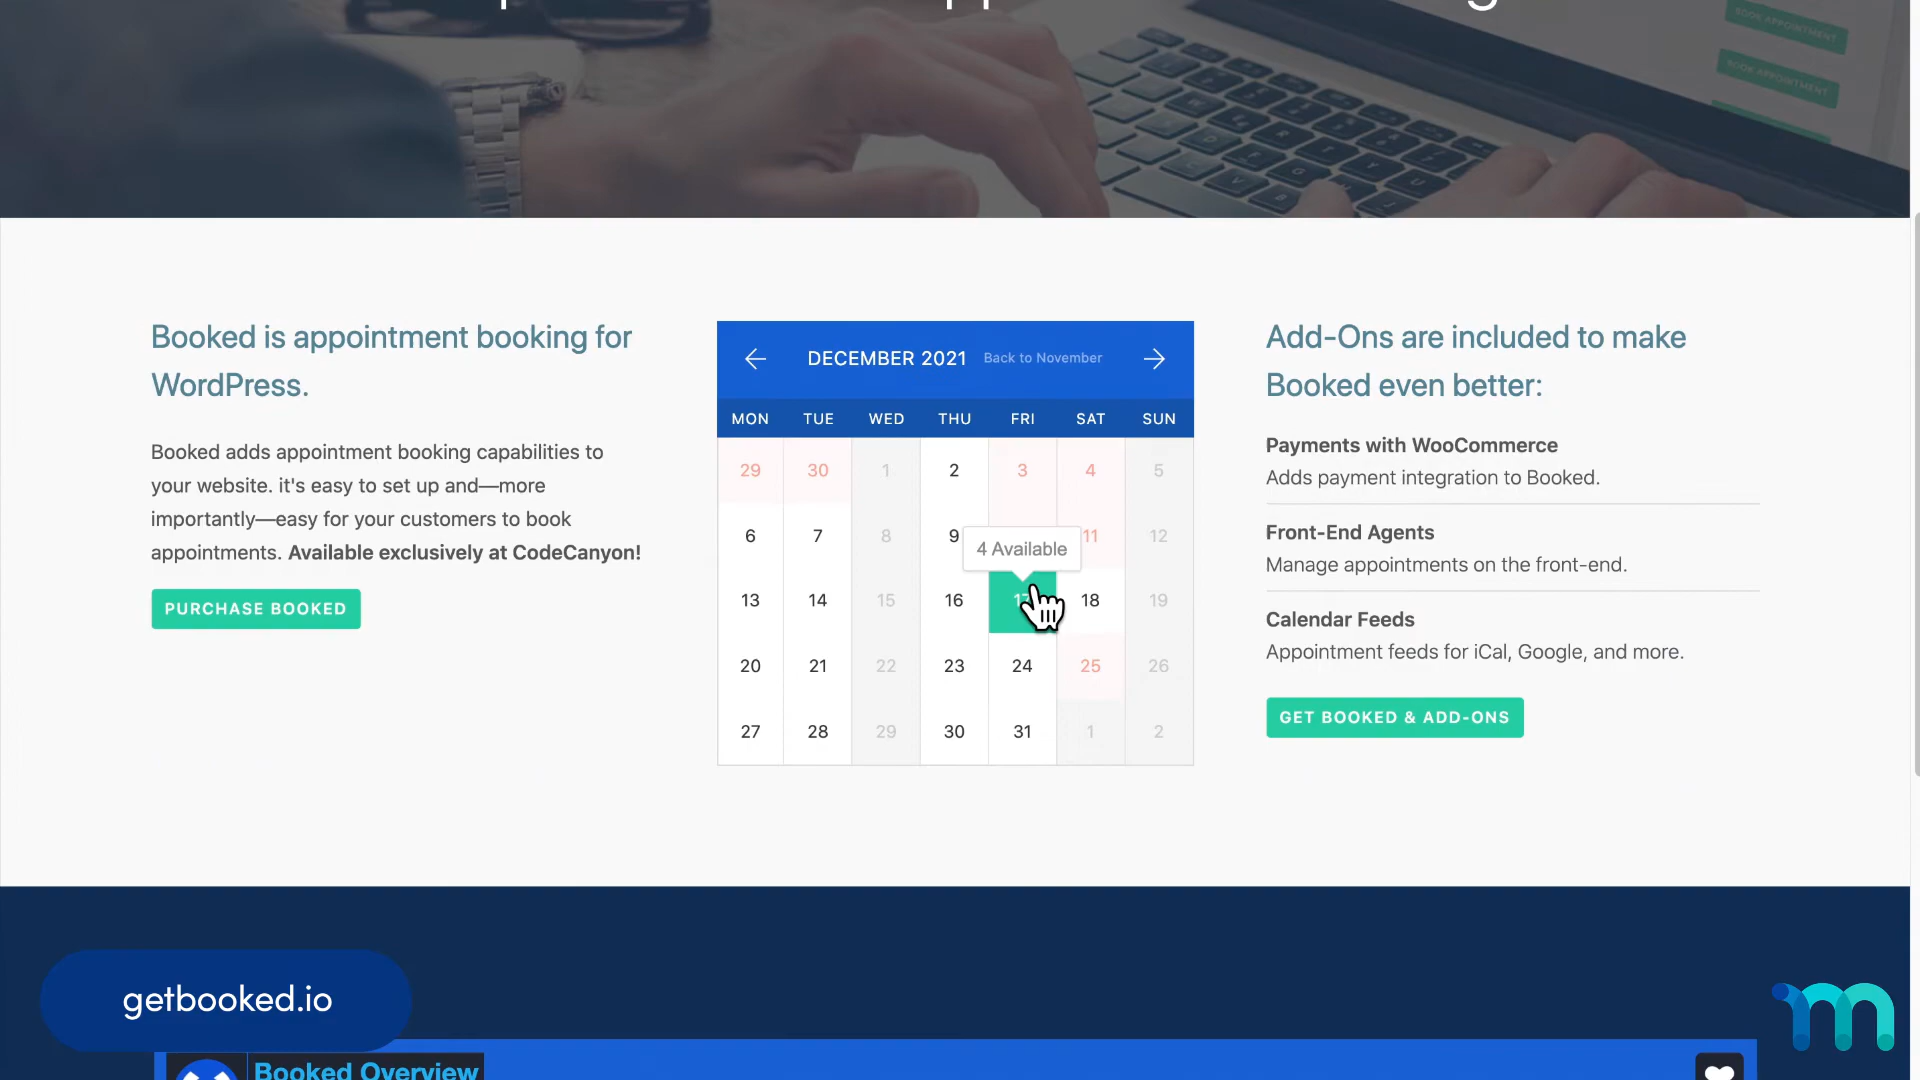 BOOK APPOINTMENT
BOOK APPOINTMENT
Booked is appointment booking for
WordPress.
Booked adds appointment booking capabilities to
your website. it's easy to set up and—more
importantly—easy for your customers to book
appointments. Available exclusively at CodeCanyon!
PURCHASE BOOKED
DECEMBER 2021 Back to November
MON TUE WED THU FRI SAT SUN
29 30 1 2 3 4 5
6 7 8 9 11 12
4 Available
13 14 15 16 17 18 19
20 21 22 23 24 25 26
27 28 29 30 31 1 2
Add-Ons are included to make
Booked even better:
Payments with WooCommerce
Adds payment integration to Booked.
Front-End Agents
Manage appointments on the front-end.
Calendar Feeds
Appointment feeds for iCal, Google, and more.
GET BOOKED & ADD-ONS
getbooked.io
Booked Overview
m